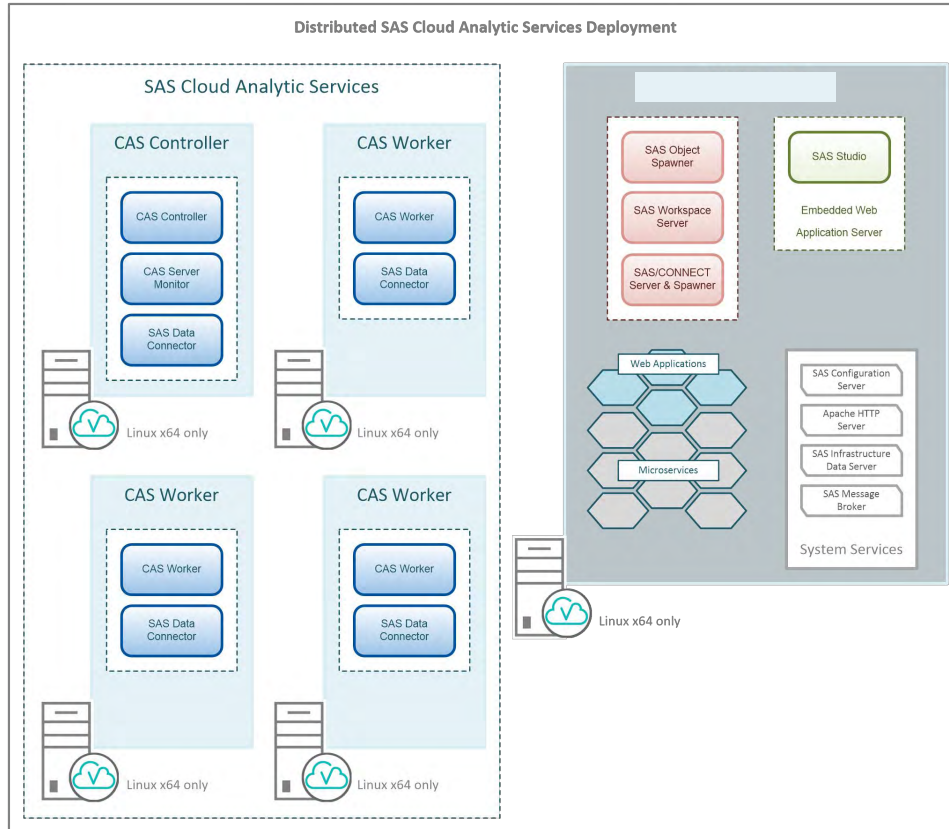 Distributed SAS Cloud Analytic Services Deployment
SAS Cloud Analytic Services
CAS Controller
CAS Controller
CAS Server
Monitor
SAS Data
Connector
Linux x64 only
CAS Worker
CAS Worker
SAS Data
Connector
Linux x64 only
CAS Worker
CAS Worker
SAS Data
Connector
Linux x64 only
CAS Worker
CAS Worker
SAS Data
Connector
Linux x64 only
SAS Object
Spawner
SAS Workspace
Server
SAS/CONNECT
Server & Spawner
SAS Studio
Embedded Web
Application Server
Web Applications
Microservices
SAS Configuration
Server
Apache HTTP
Server
SAS Infrastructure
Data Server
SAS Message
Broker
System Services
Linux x64 only